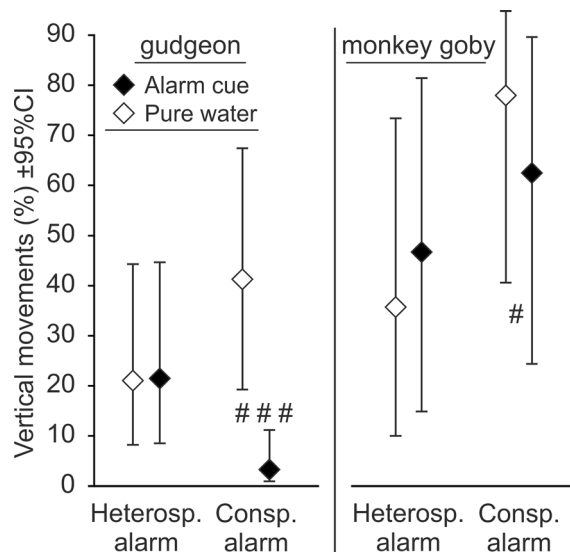 Vertical movements (%) ±95%CI
90
80
70
60
50
40
30
20
10
0
gudgeon
Alarm cue
Pure water
# # #
Heterosp.
alarm
Consp.
alarm
monkey goby
#
Heterosp.
alarm
Consp.
alarm